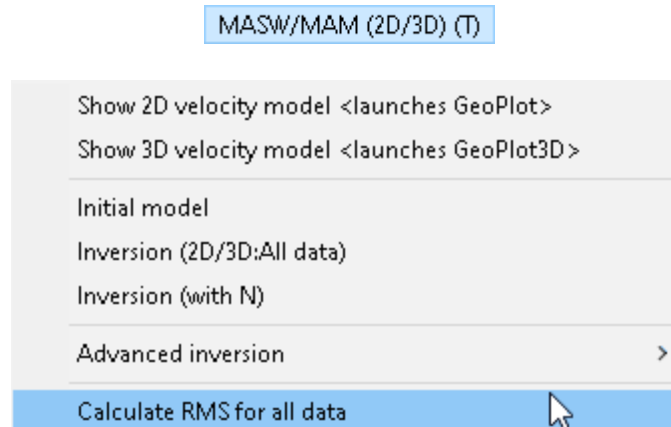 MASW/MAM (2D/3D) (T)
Show 2D velocity model <launches GeoPlot>
Show 3D velocity model <launches GeoPlot3D>
Initial model
Inversion (2D/3D:All data)
Inversion (with N)
Advanced inversion
Calculate RMS for all data